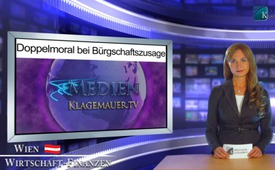 Doppelmoral bei Bürgschaftszusage
MEDIEN
KLAGEMAUER.TV
WIEN
WIRTSCHAFT-FINANZEN